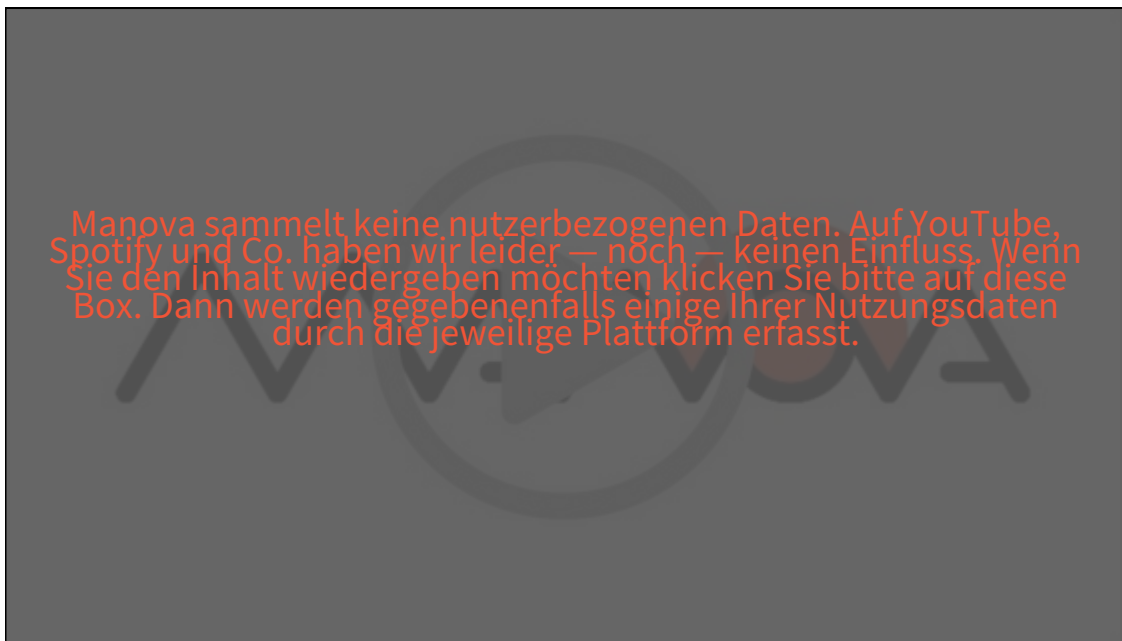 Manova sammelt keine nutzerbezogenen Daten. Auf YouTube,
Spotify und Co. haben wir leider — noch — keinen Einfluss. Wenn
Sie den Inhalt wiedergeben möchten klicken Sie bitte auf diese
Box. Dann werden gegebenenfalls einige Ihrer Nutzungsdaten
durch die jeweilige Plattform erfasst.
MANOVA